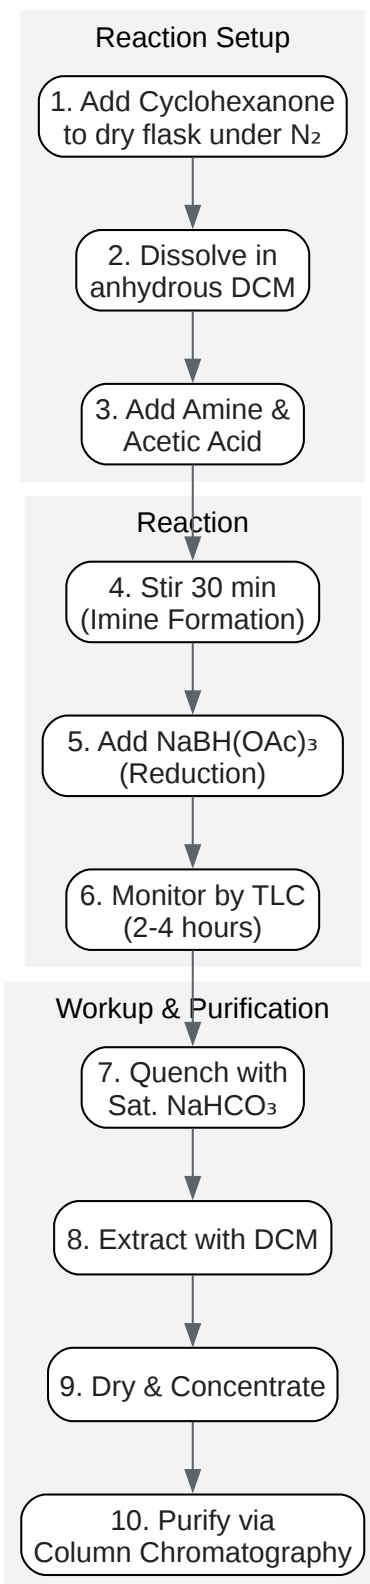 Reaction Setup
1. Add Cyclohexanone
to dry flask under N₂
2. Dissolve in
anhydrous DCM
3. Add Amine &
Acetic Acid
Reaction
4. Stir 30 min
(Imine Formation)
5. Add NaBH(OAc)₃
(Reduction)
6. Monitor by TLC
(2-4 hours)
Workup & Purification
7. Quench with
Sat. NaHCO₃
8. Extract with DCM
9. Dry & Concentrate
10. Purify via
Column Chromatography